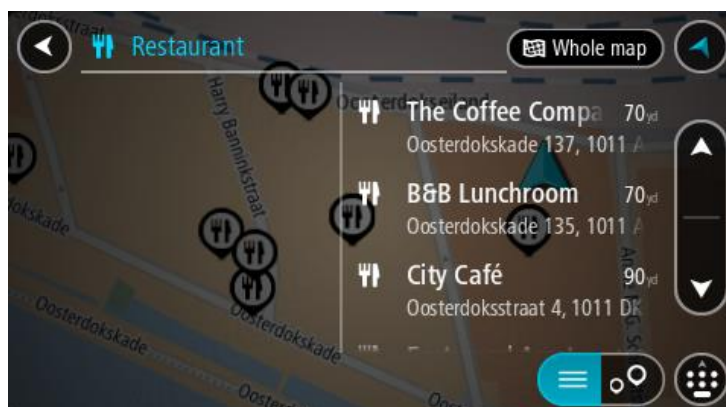 Restaurant
Whole map
The Coffee Compa 70yd
Oosterdokskade 137, 1011 A
B&B Lunchroom 70yd
Oosterdokskade 135, 1011 A
City Café 90yd
Oosterdoksstraat 4, 1011 DK
Oosterdokseiland
Harry Banninkstraat
Oosterdokskade
Oosterdokskade